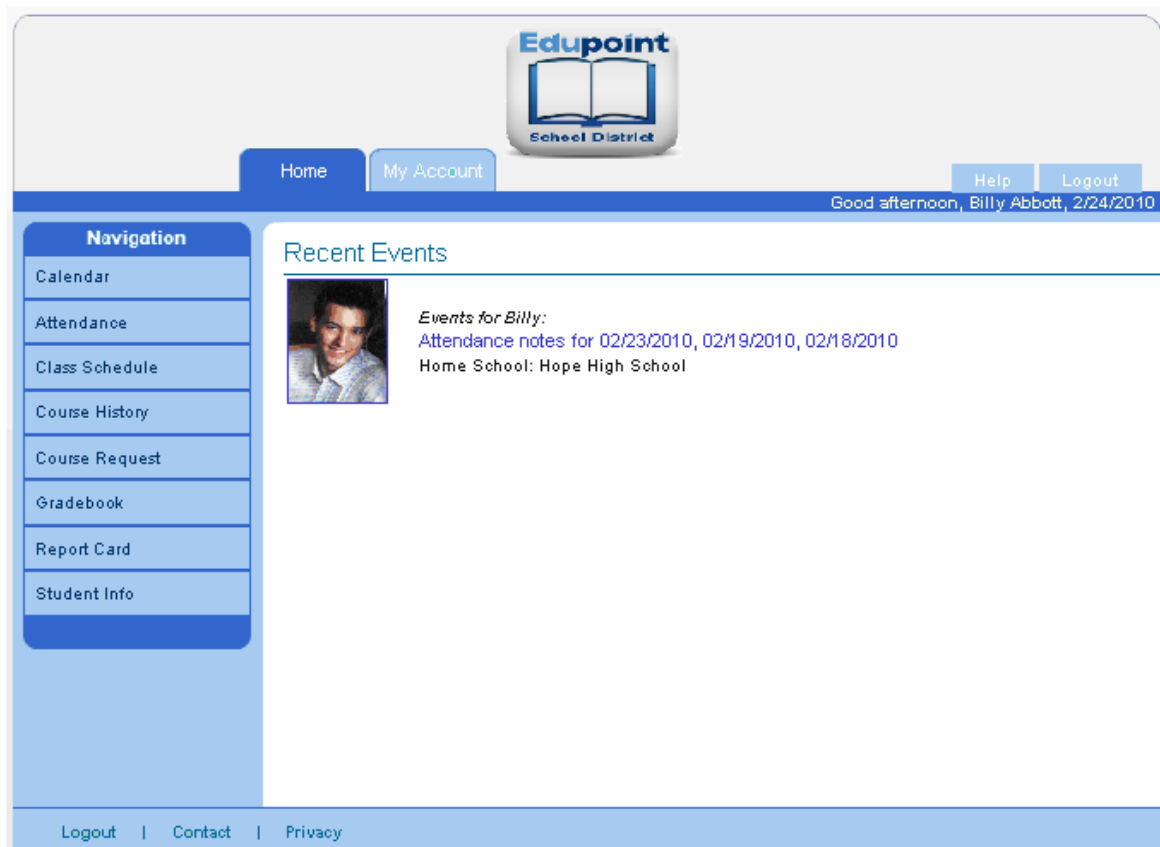 Edupoint
School District
Home
My Account
Help
Logout
Good afternoon, Billy Abbott, 2/24/2010
Navigation
Calendar
Attendance
Class Schedule
Course History
Course Request
Gradebook
Report Card
Student Info
Recent Events
Events for Billy:
Attendance notes for 02/23/2010, 02/19/2010, 02/18/2010
Home School: Hope High School
Logout | Contact | Privacy